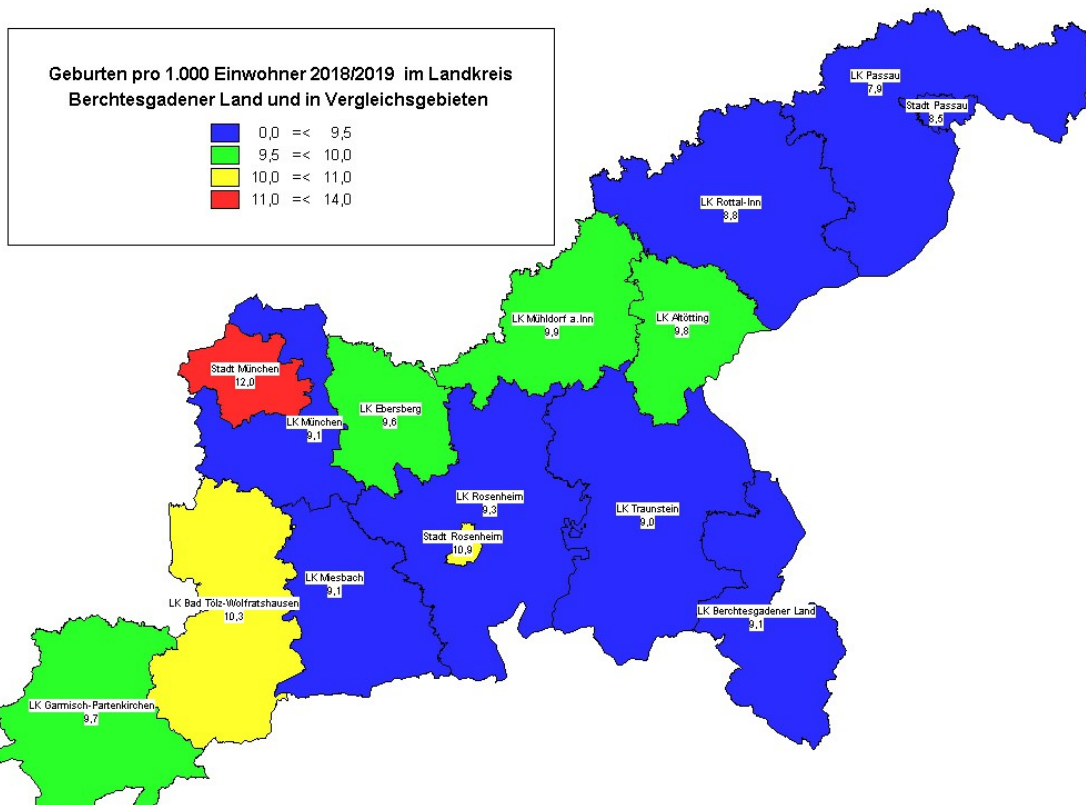 Geburten pro 1.000 Einwohner 2018/2019 im Landkreis
Berchtesgadener Land und in Vergleichsgebieten
0,0 =< 9,5
9,5 =< 10,0
10,0 =< 11,0
11,0 =< 14,0
LK Passau
7,9
Stadt Passau
8,5
LK Rottal-Inn
8,8
LK Mühldorf a.Inn
9,9
LK Altötting
9,8
Stadt München
12,0
LK München
9,1
LK Ebersberg
9,6
LK Rosenheim
9,3
Stadt Rosenheim
10,9
LK Traunstein
9,0
LK Miesbach
9,1
LK Bad Tölz-Wolfratshausen
10,3
LK Berchtesgadener Land
9,1
LK Garmisch-Partenkirchen
9,7